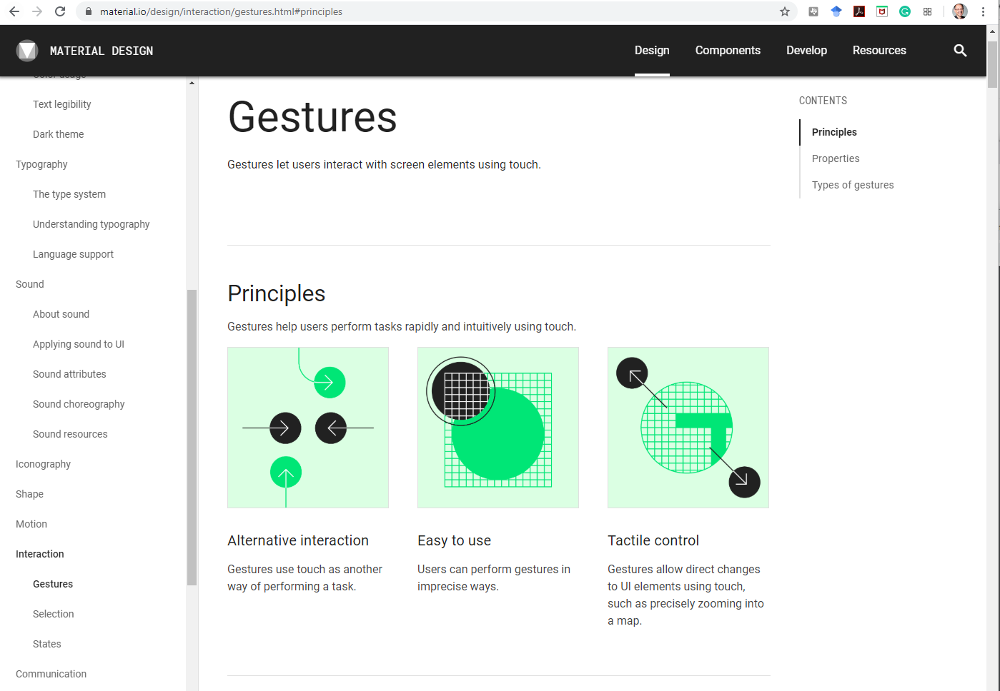 material.io/design/interaction/gestures.html#principles
MATERIAL DESIGN
Design
Components
Develop
Resources
Color usage
Text legibility
Dark theme
Typography
The type system
Understanding typography
Language support
Sound
About sound
Applying sound to UI
Sound attributes
Sound choreography
Sound resources
Iconography
Shape
Motion
Interaction
Gestures
Selection
States
Communication
Gestures
Gestures let users interact with screen elements using touch.
Principles
Gestures help users perform tasks rapidly and intuitively using touch.
Alternative interaction
Gestures use touch as another
way of performing a task.
Easy to use
Users can perform gestures in
imprecise ways.
Tactile control
Gestures allow direct changes
to UI elements using touch,
such as precisely zooming into
a map.
CONTENTS
Principles
Properties
Types of gestures